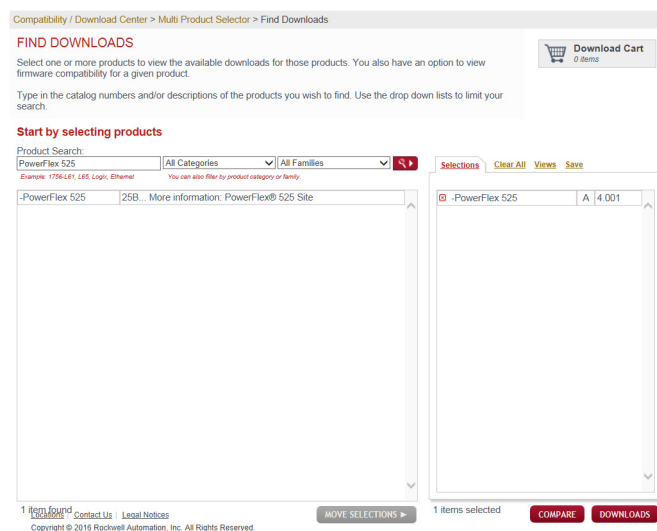 Compatibility / Download Center > Multi Product Selector > Find Downloads
FIND DOWNLOADS
Select one or more products to view the available downloads for those products. You also have an option to view
firmware compatibility for a given product.
Type in the catalog numbers and/or descriptions of the products you wish to find. Use the drop down lists to limit your
search.
Download Cart
0 items
Start by selecting products
Product Search:
PowerFlex 525 All Categories All Families
Example: 1756-L61, L65, Logix, Ethernet You can also filter by product category or family.
Selections Clear All Views Save
-PowerFlex 525 25B... More information: PowerFlex® 525 Site
-PowerFlex 525 A 4.001
1 item found
MOVE SELECTIONS
1 items selected
COMPARE DOWNLOADS
Locations | Contact Us | Legal Notices
Copyright © 2016 Rockwell Automation, Inc. All Rights Reserved.